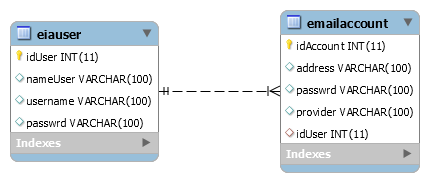 eiauser
idUser INT(11)
nameUser VARCHAR(100)
username VARCHAR(100)
passwrd VARCHAR(100)
Indexes
emailaccount
idAccount INT(11)
address VARCHAR(100)
passwrd VARCHAR(100)
provider VARCHAR(100)
idUser INT(11)
Indexes